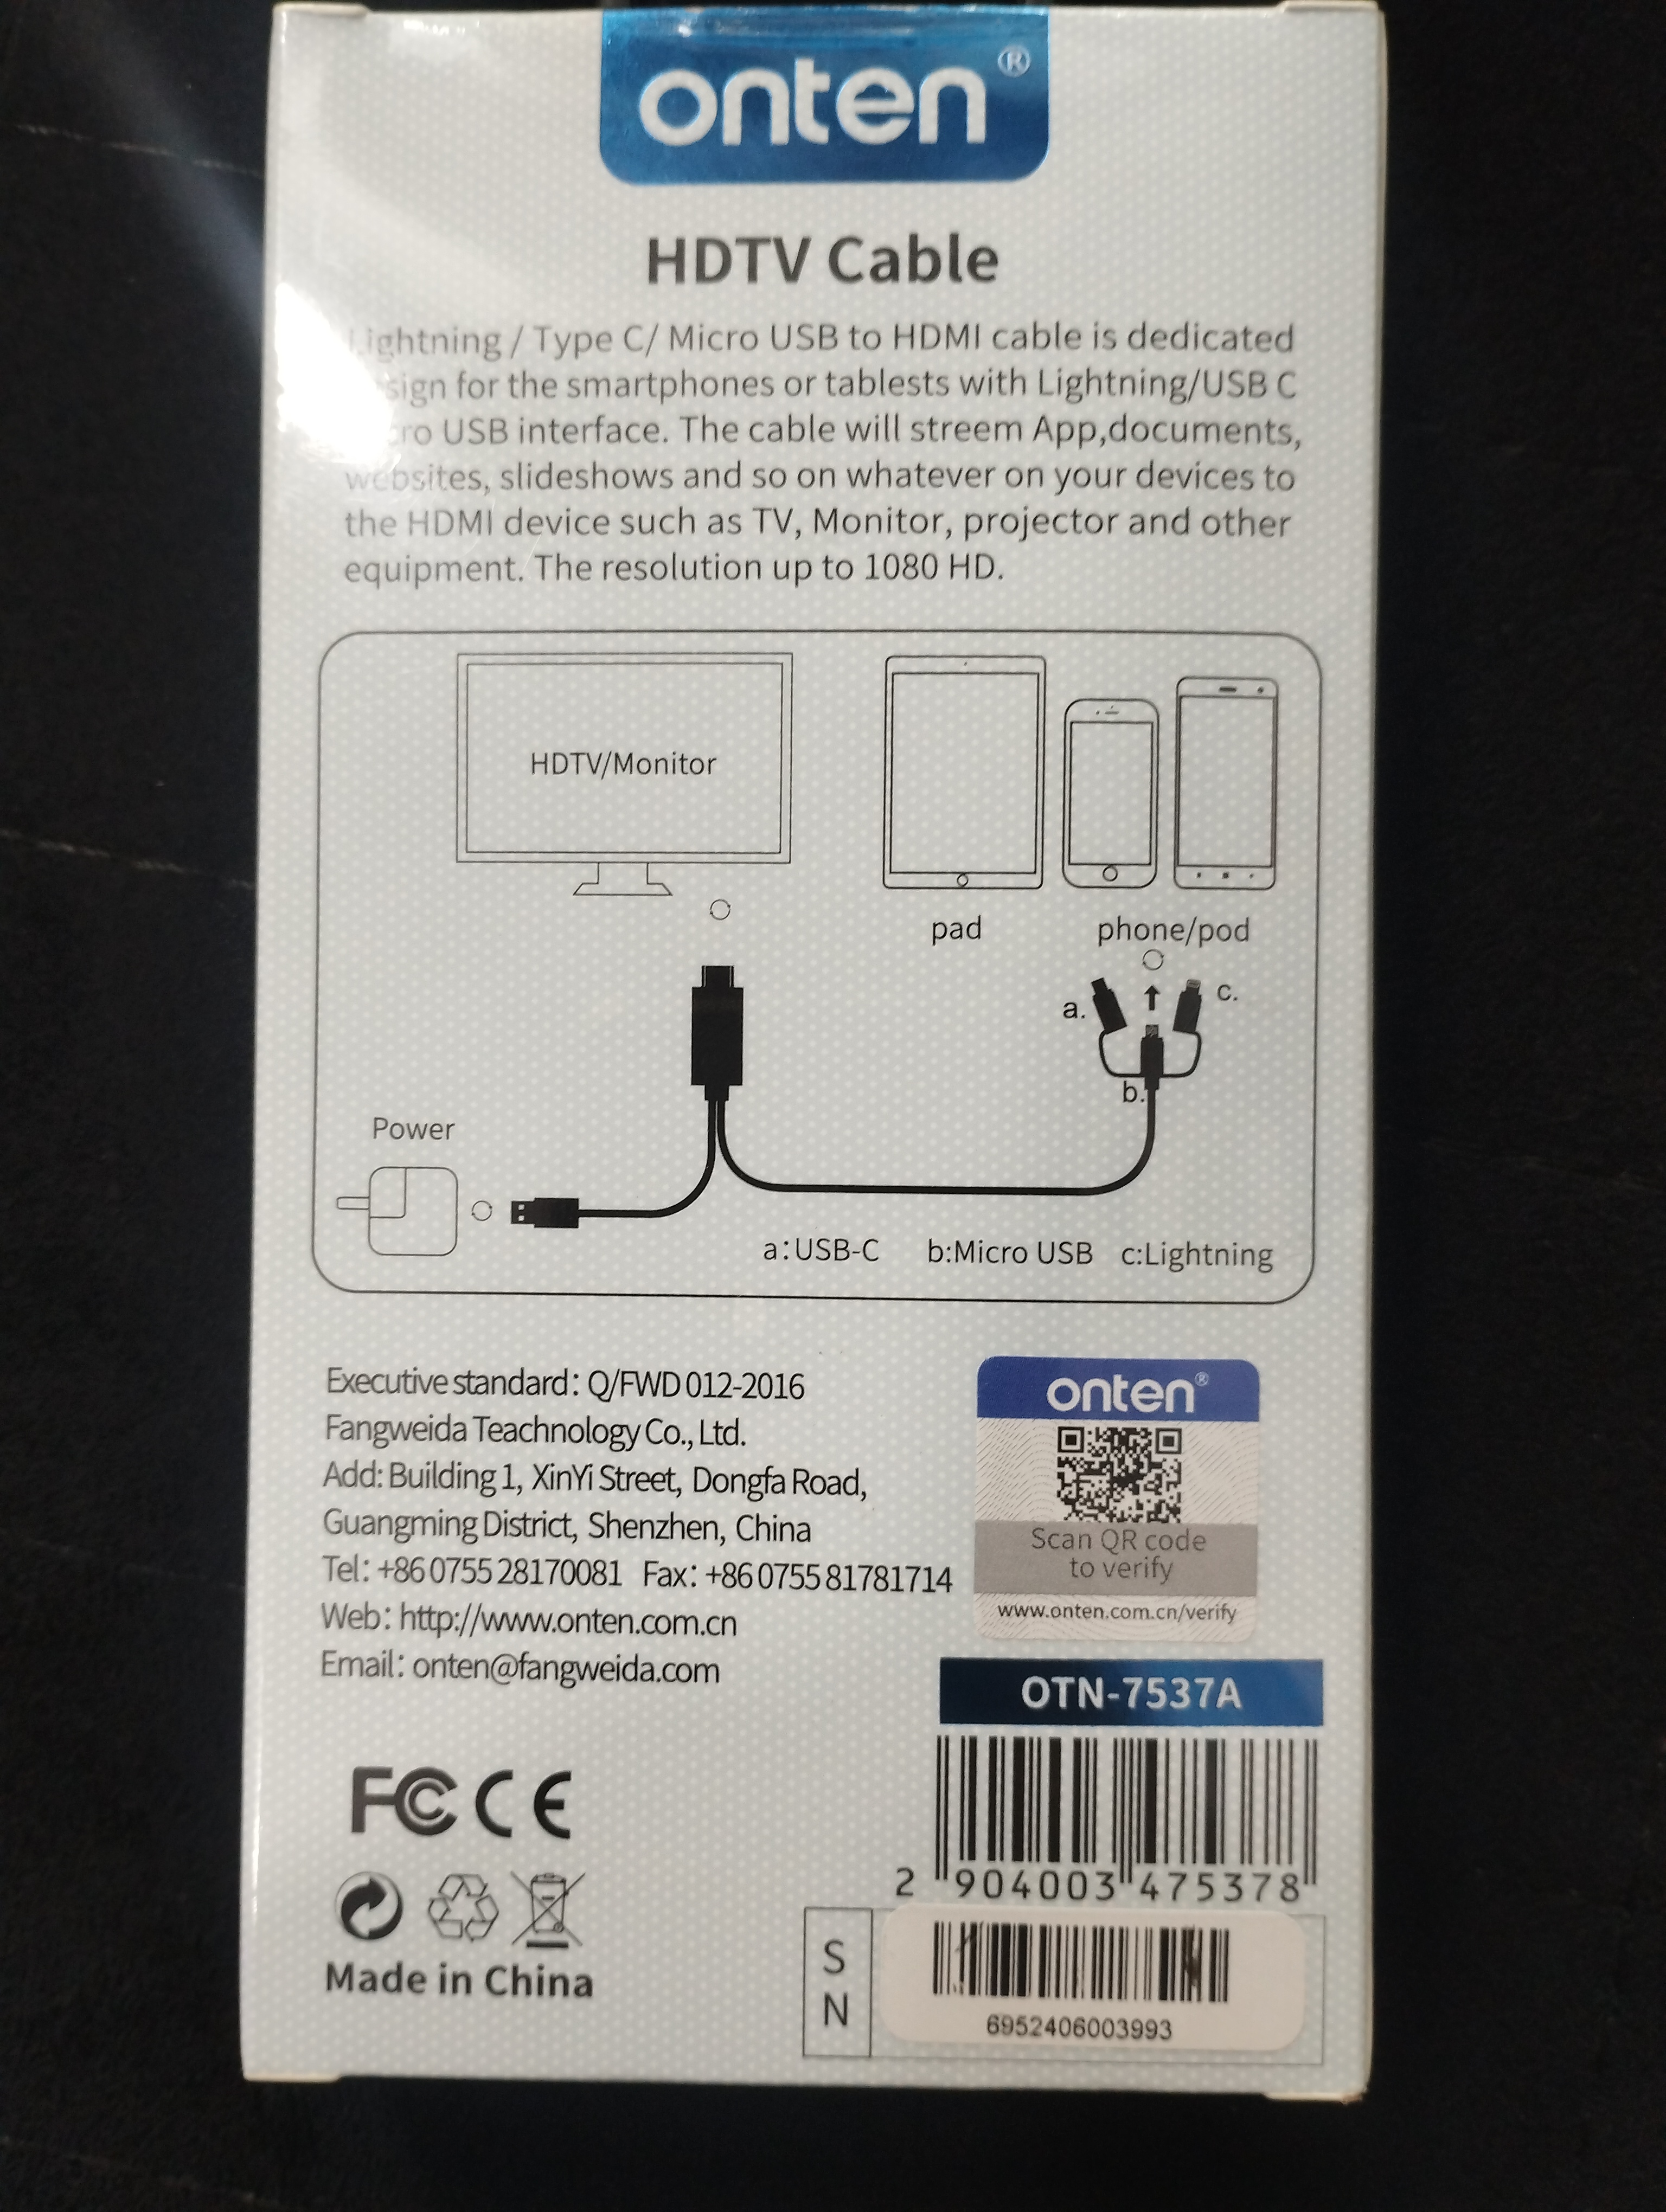 onten®
HDTV Cable
Lightning / Type C/ Micro USB to HDMI cable is dedicated
sign for the smartphones or tablests with Lightning/USB C
ro USB interface. The cable will streem App,documents,
websites, slideshows and so on whatever on your devices to
the HDMI device such as TV, Monitor, projector and other
equipment. The resolution up to 1080 HD.
HDTV/Monitor
pad
phone/pod
a.
c.
b.
Power
a:USB-C b:Micro USB c:Lightning
Executive standard: Q/FWD 012-2016
Fangweida Teachnology Co., Ltd.
Add: Building 1, XinYi Street, Dongfa Road,
Guangming District, Shenzhen, China
Tel: +86 0755 28170081 Fax: +86 0755 81781714
Web: http://www.onten.com.cn
Email: onten@fangweida.com
onten®
Scan QR code
to verify
www.onten.com.cn/verify
OTN-7537A
2 904003 475378
FC CE
Made in China
S
N
6952406003993